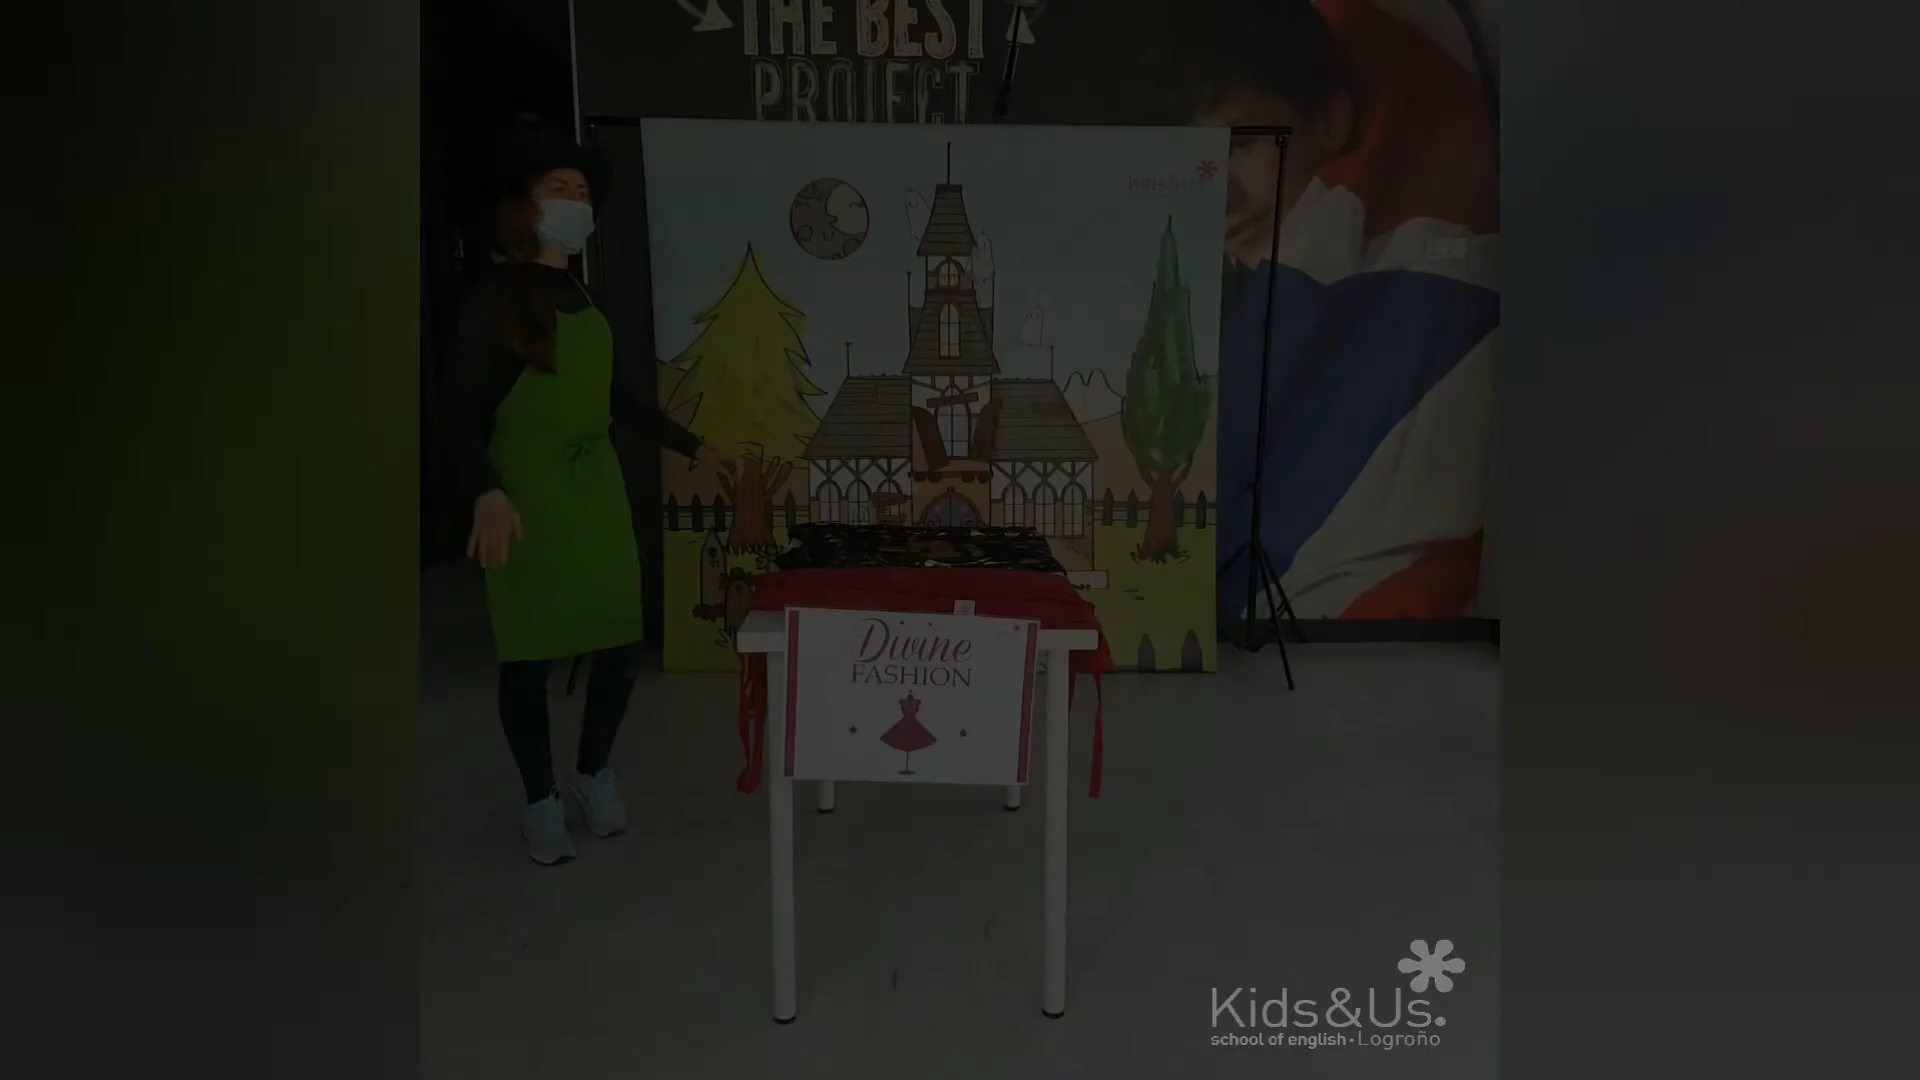 THE BEST
PROJECT
Kids&Us
Divine
FASHION
Kids&Us.
school of english · Logroño